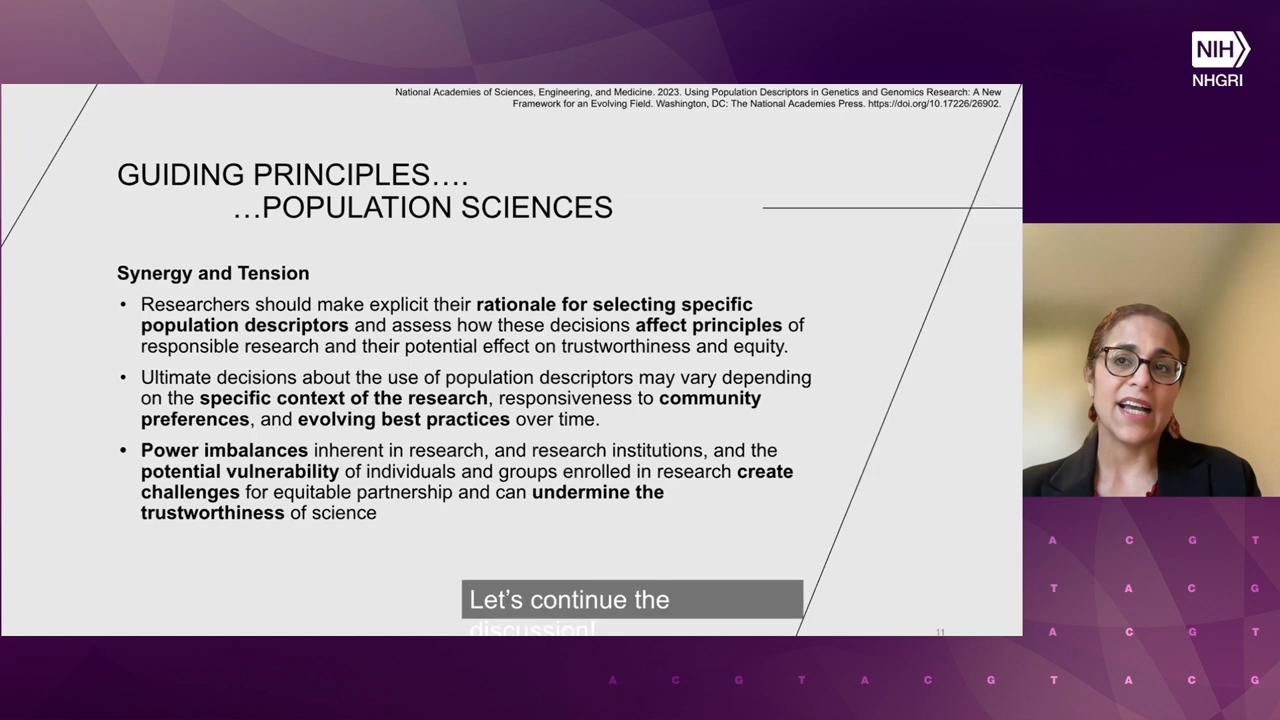 NIH
NHGRI
National Academies of Sciences, Engineering, and Medicine. 2023. Using Population Descriptors in Genetics and Genomics Research: A New
Framework for an Evolving Field. Washington, DC: The National Academies Press. https://doi.org/10.17226/26902.
GUIDING PRINCIPLES….
…POPULATION SCIENCES
Synergy and Tension
• Researchers should make explicit their rationale for selecting specific
population descriptors and assess how these decisions affect principles of
responsible research and their potential effect on trustworthiness and equity.
• Ultimate decisions about the use of population descriptors may vary depending
on the specific context of the research, responsiveness to community
preferences, and evolving best practices over time.
• Power imbalances inherent in research, and research institutions, and the
potential vulnerability of individuals and groups enrolled in research create
challenges for equitable partnership and can undermine the
trustworthiness of science
Let’s continue the
discussion!
11
A C G T
T A C G
A C G T
A C G T A C G T A C G